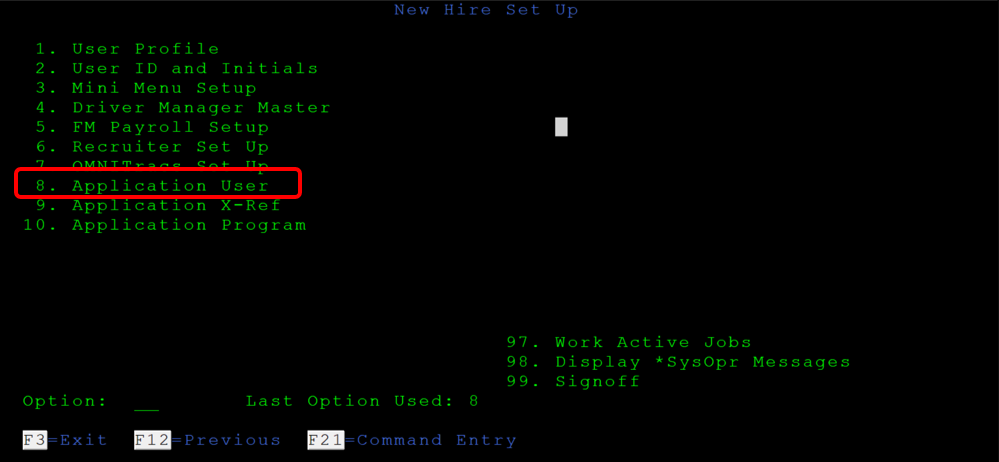 New Hire Set Up
1. User Profile
2. User ID and Initials
3. Mini Menu Setup
4. Driver Manager Master
5. FM Payroll Setup
6. Recruiter Set Up
7. OMNITracs Set Up
8. Application User
9. Application X-Ref
10. Application Program
97. Work Active Jobs
98. Display *SysOpr Messages
99. Signoff
Option: __ Last Option Used: 8
F3=Exit F12=Previous F21=Command Entry